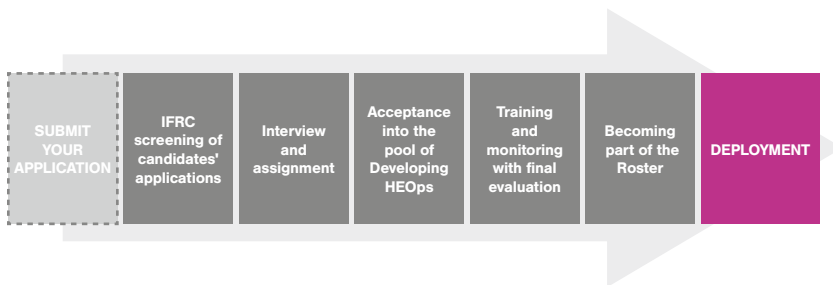 SUBMIT
YOUR
APPLICATION
IFRC
screening of
candidates'
applications
Interview
and
assignment
Acceptance
into the
pool of
Developing
HEOps
Training
and
monitoring
with final
evaluation
Becoming
part of the
Roster
DEPLOYMENT